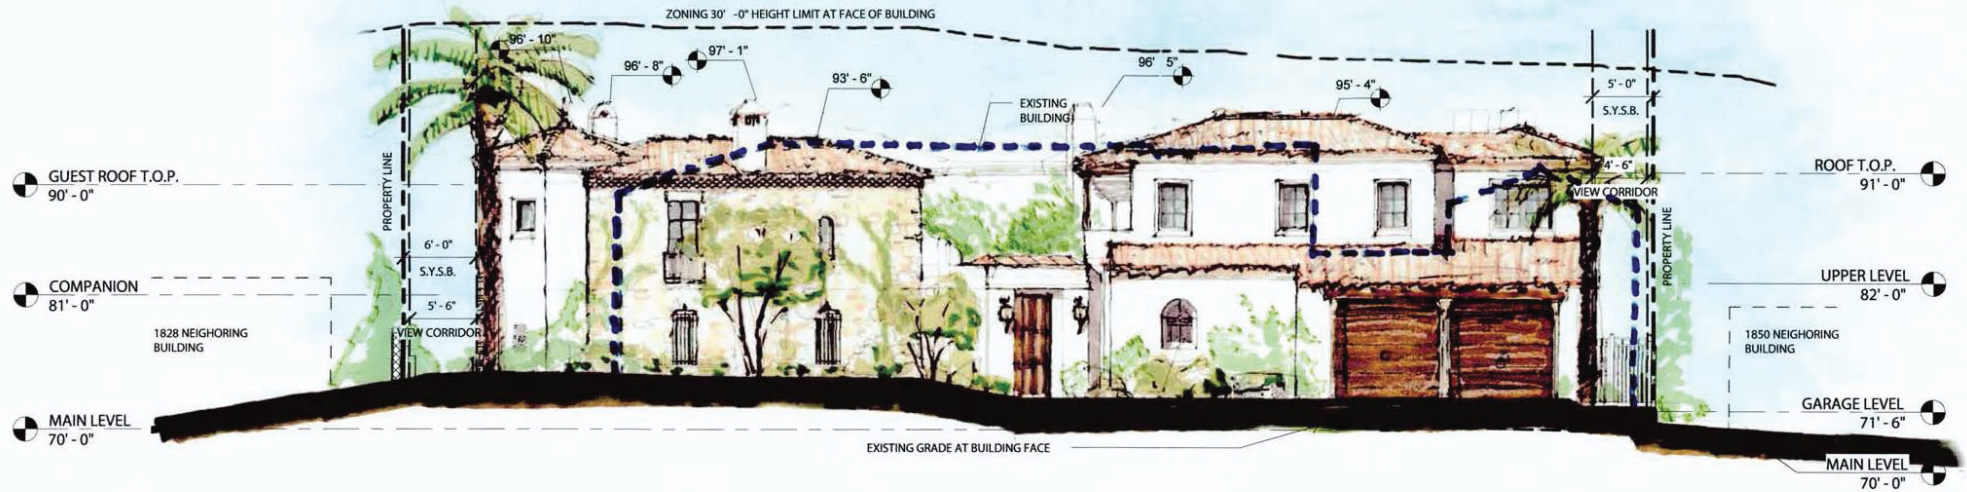 ZONING 30' -0" HEIGHT LIMIT AT FACE OF BUILDING
96' - 10"
96' - 8"
97' - 1"
93' - 6"
EXISTING
BUILDING
96' 5"
95' - 4"
5' - 0"
S.Y.S.B.
GUEST ROOF T.O.P.
90' - 0"
PROPERTY LINE
6' - 0"
S.Y.S.B.
5' - 6"
VIEW CORRIDOR
COMPANION
81' - 0"
1828 NEIGHORING
BUILDING
MAIN LEVEL
70' - 0"
EXISTING GRADE AT BUILDING FACE
4' - 6"
VIEW CORRIDOR
PROPERTY LINE
ROOF T.O.P.
91' - 0"
UPPER LEVEL
82' - 0"
1850 NEIGHORING
BUILDING
GARAGE LEVEL
71' - 6"
MAIN LEVEL
70' - 0"